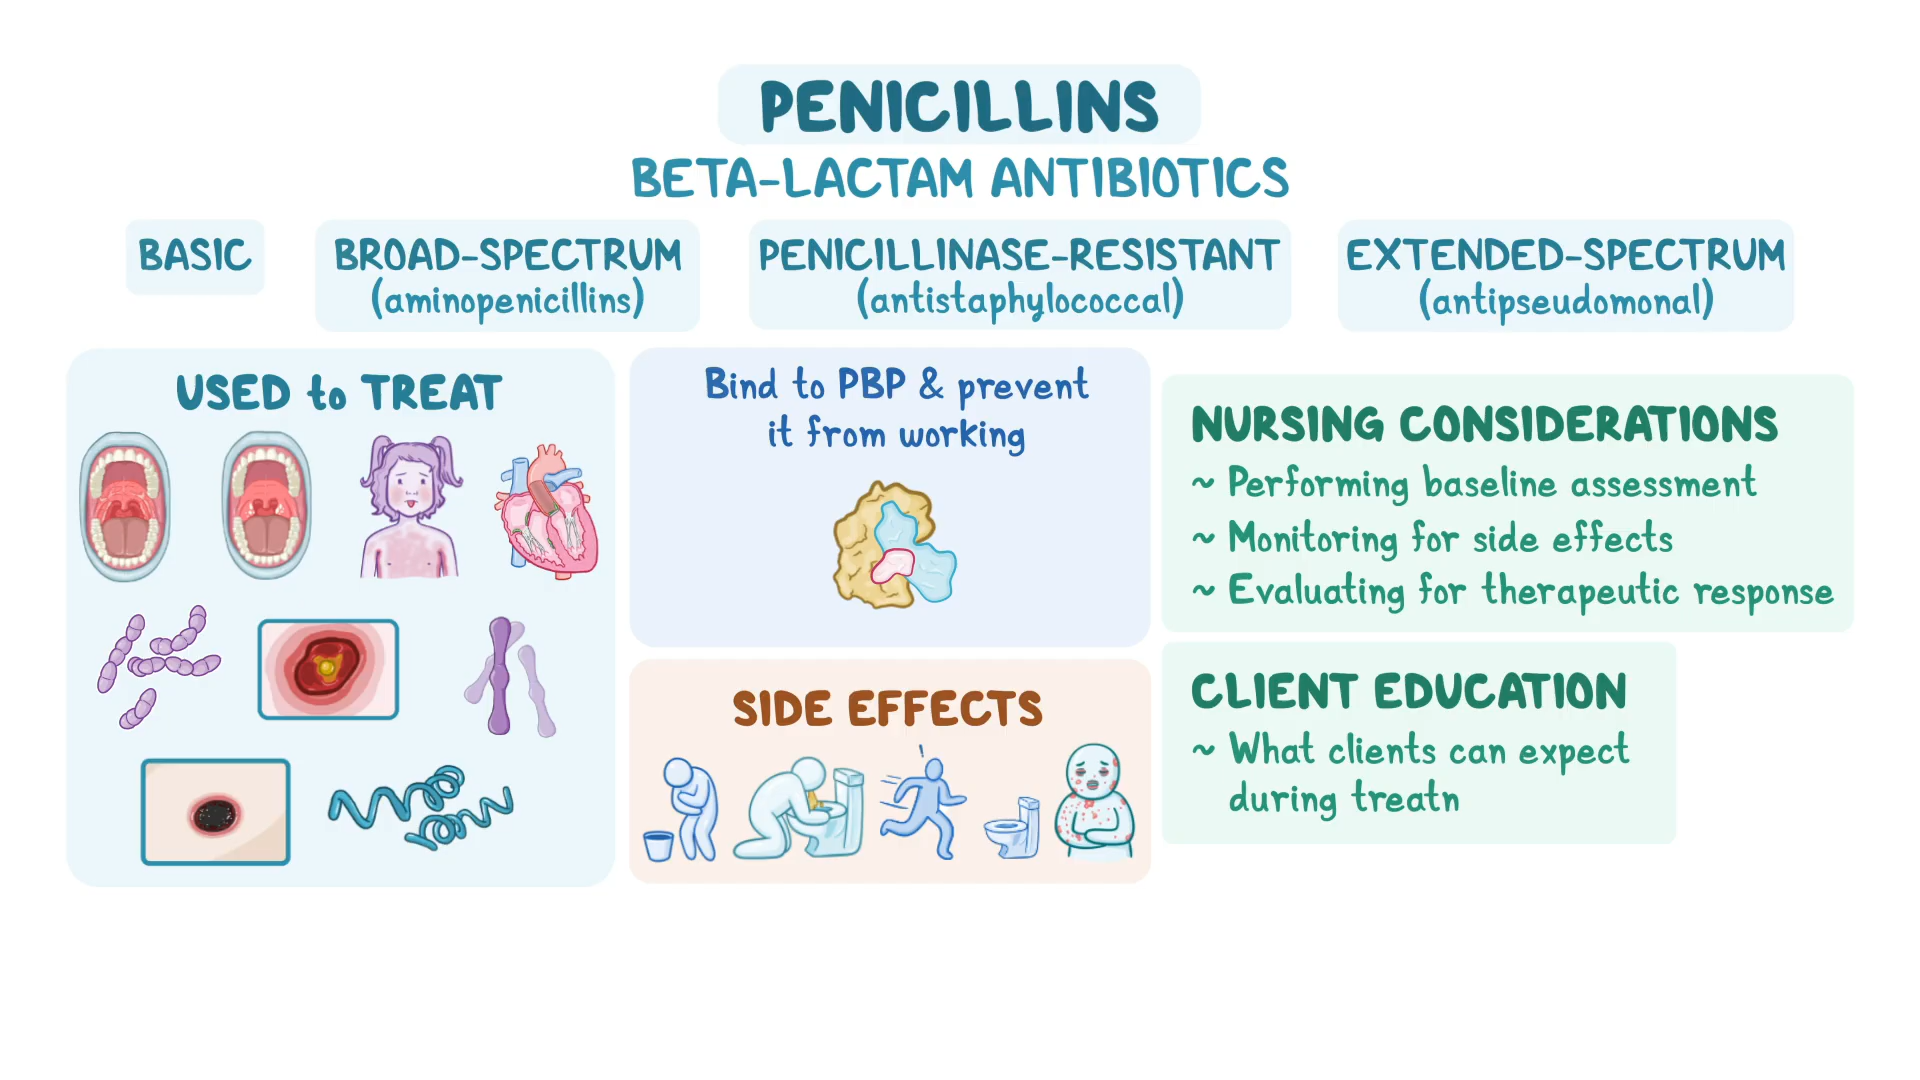 PENICILLINS
BETA-LACTAM ANTIBIOTICS
BASIC
BROAD-SPECTRUM
(aminopenicillins)
PENICILLINASE-RESISTANT
(antistaphylococcal)
EXTENDED-SPECTRUM
(antipseudomonal)
USED to TREAT
Bind to PBP & prevent
it from working
SIDE EFFECTS
!
NURSING CONSIDERATIONS
~ Performing baseline assessment
~ Monitoring for side effects
~ Evaluating for therapeutic response
CLIENT EDUCATION
~ What clients can expect
during treatn